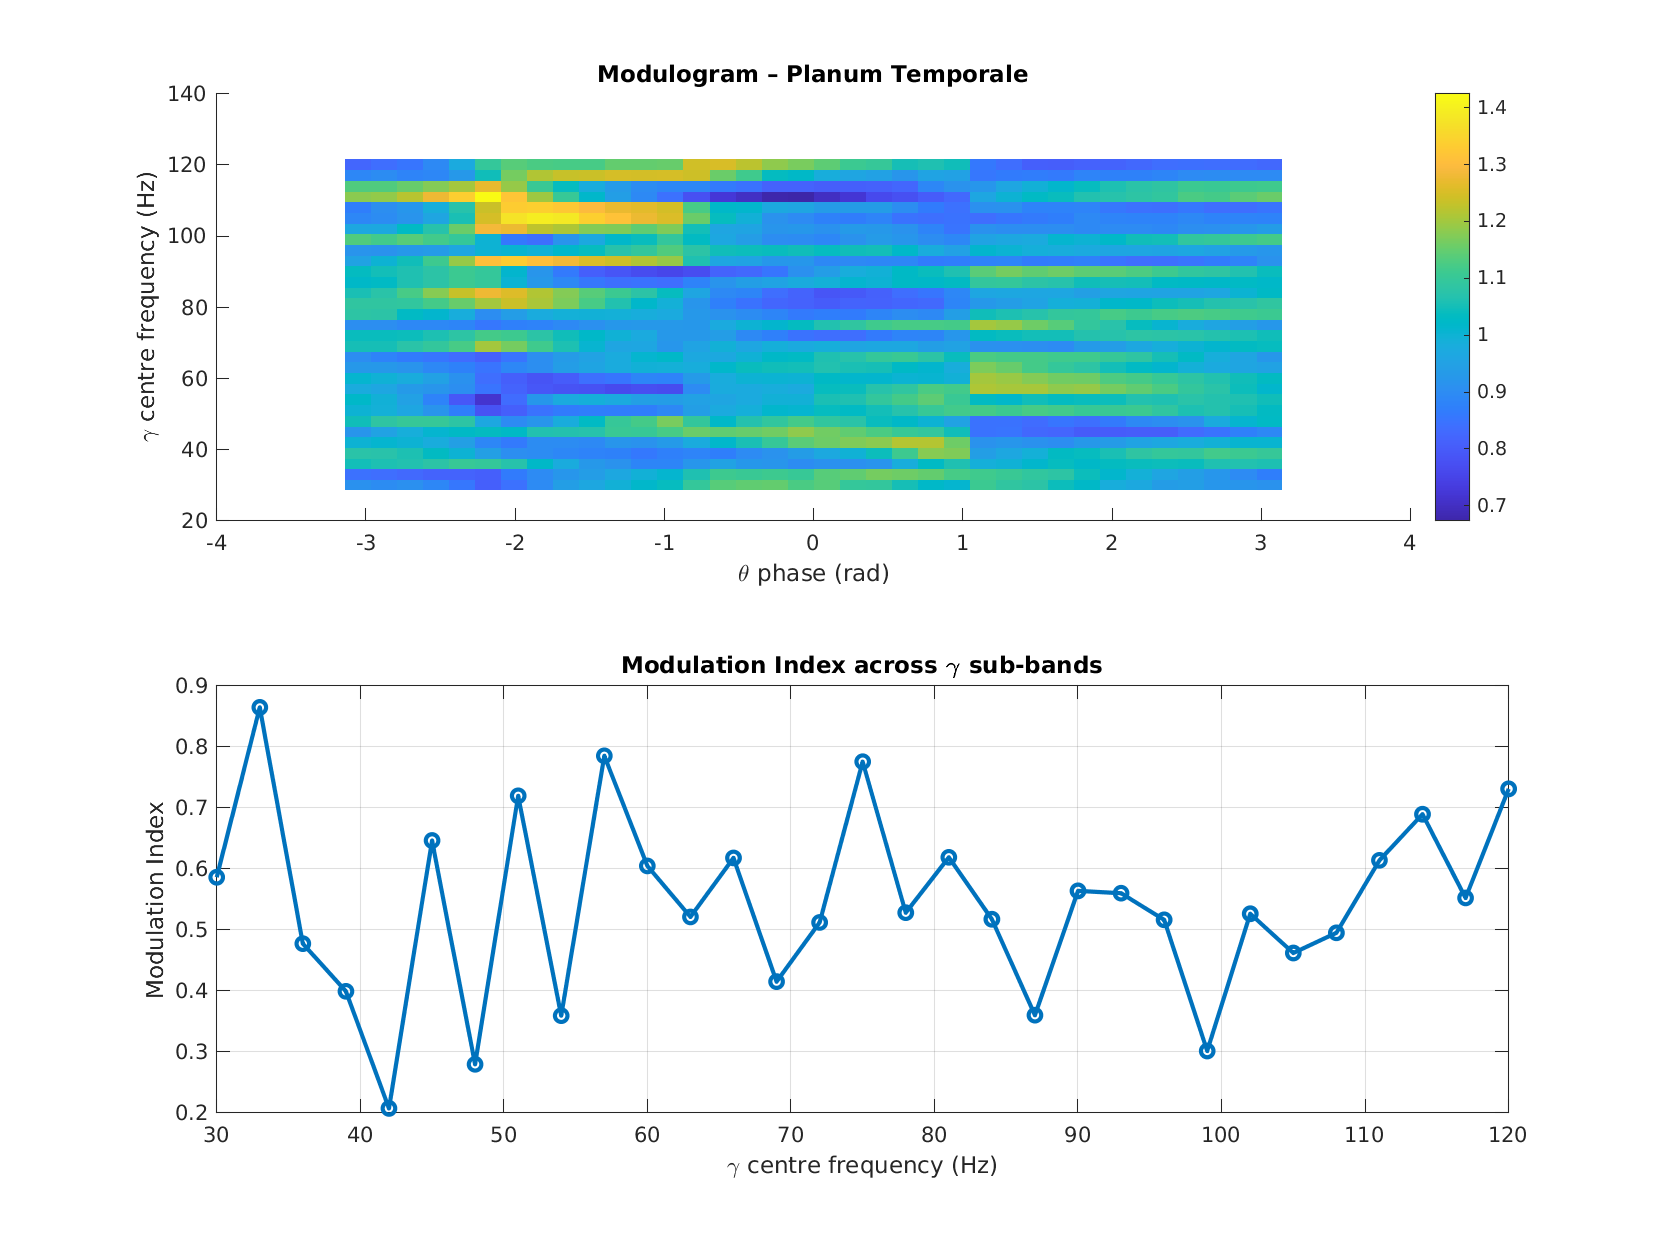 Modulogram – Planum Temporale
140
120
100
80
60
40
20
γ centre frequency (Hz)
-4 -3 -2 -1 0 1 2 3 4
θ phase (rad)
1.4
1.3
1.2
1.1
1
0.9
0.8
0.7
Modulation Index across γ sub-bands
0.9
0.8
0.7
0.6
0.5
0.4
0.3
0.2
Modulation Index
30 40 50 60 70 80 90 100 110 120
γ centre frequency (Hz)